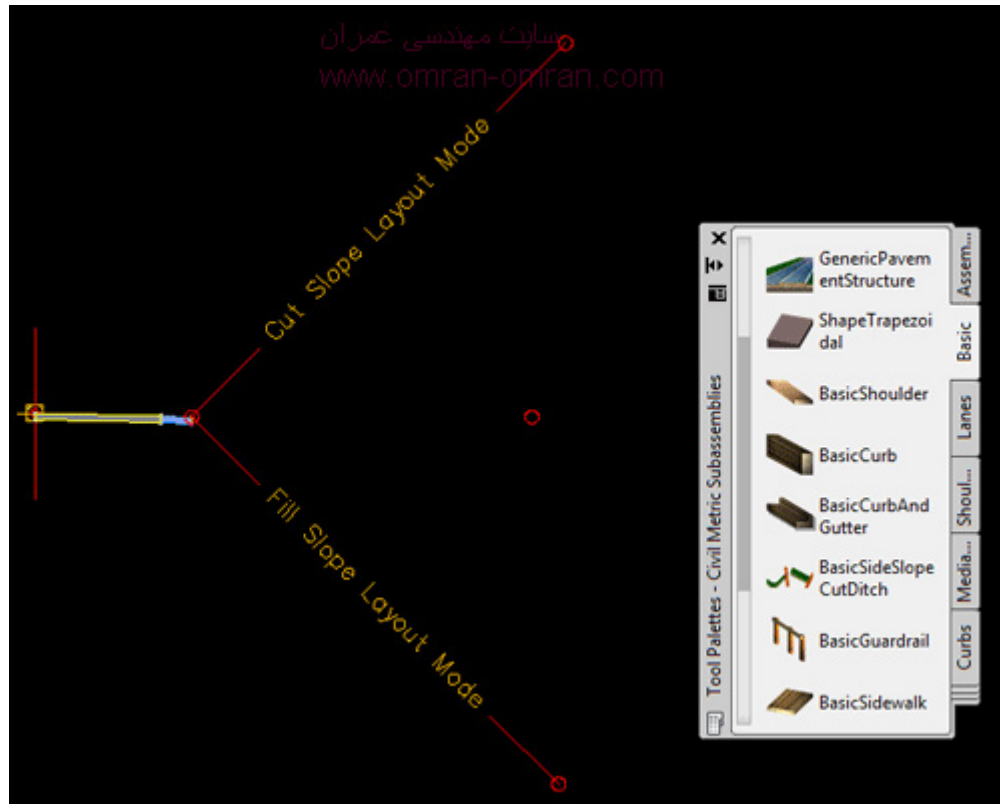 سایت مهندسی عمران
www.omran-omran.com
Cut Slope Layout Mode
Fill Slope Layout Mode
Tool Palettes - Civil Metric Subassemblies
GenericPavem
entStructure
ShapeTrapezoi
dal
BasicShoulder
BasicCurb
BasicCurbAnd
Gutter
BasicSideSlope
CutDitch
BasicGuardrail
BasicSidewalk
Assem...
Basic
Lanes
Shoul...
Media...
Curbs